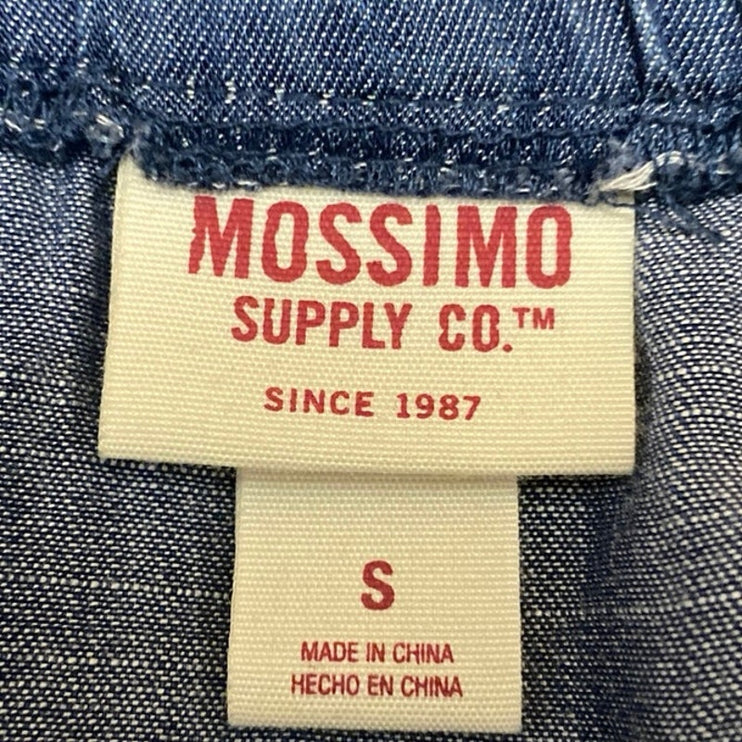 MOSSIMO
SUPPLY CO.™
SINCE 1987
S
MADE IN CHINA
HECHO EN CHINA